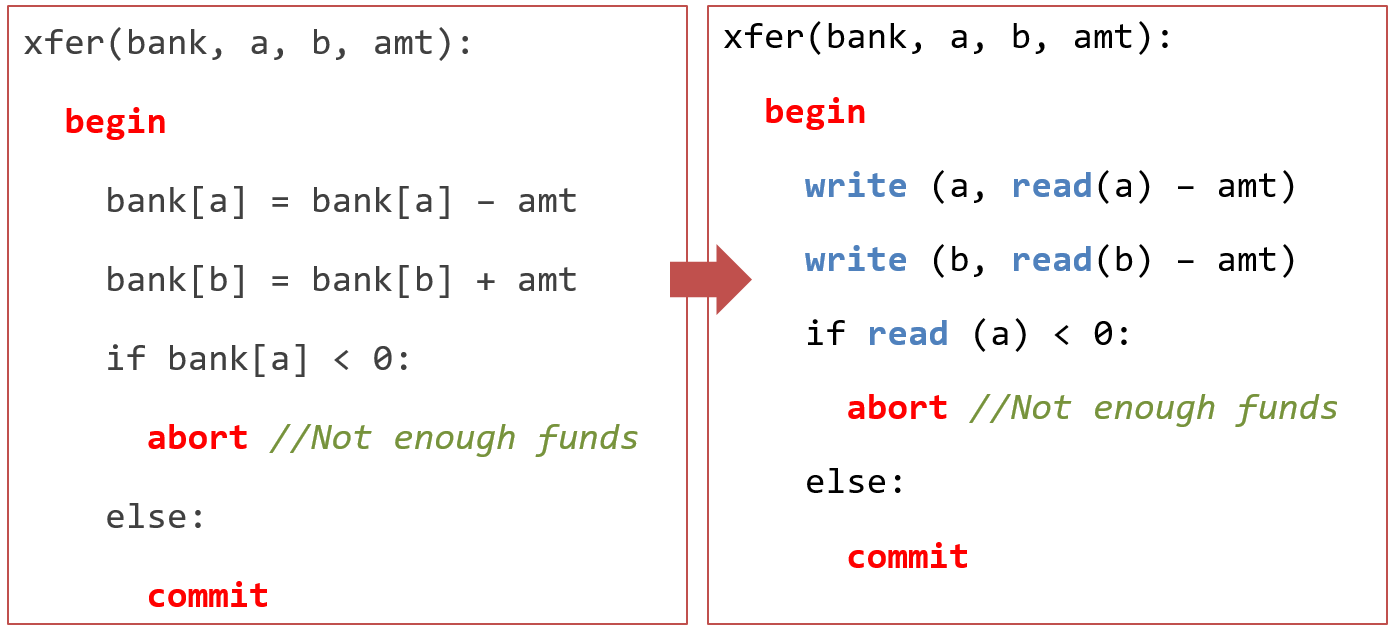 xfer(bank, a, b, amt):
begin
bank[a] = bank[a] – amt
bank[b] = bank[b] + amt
if bank[a] < 0:
abort //Not enough funds
else:
commit
xfer(bank, a, b, amt):
begin
write (a, read(a) – amt)
write (b, read(b) – amt)
if read (a) < 0:
abort //Not enough funds
else:
commit